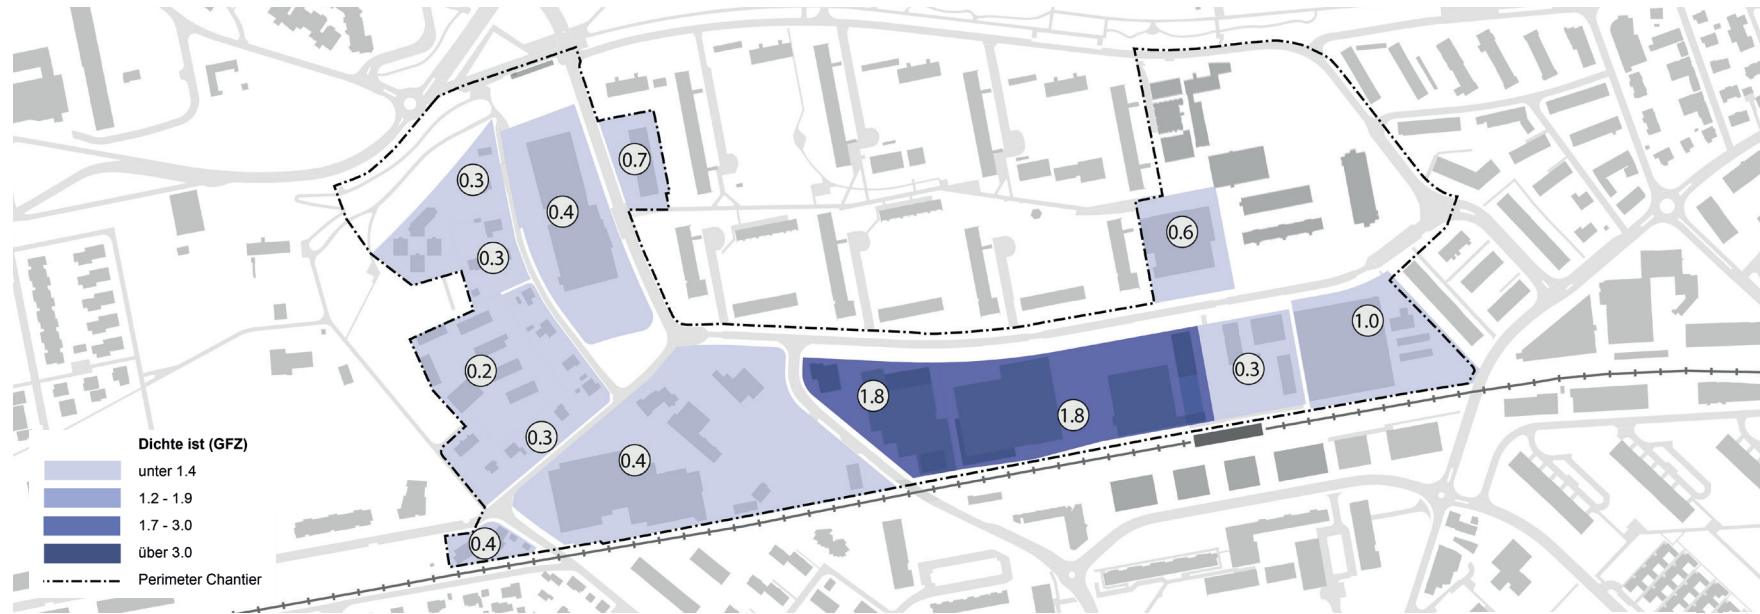 0.7
0.3
0.4
0.6
0.3
1.0
0.2
0.3
1.8
1.8
0.3
0.4
0.4
Dichte ist (GFZ)
unter 1.4
1.2 - 1.9
1.7 - 3.0
über 3.0
Perimeter Chantier